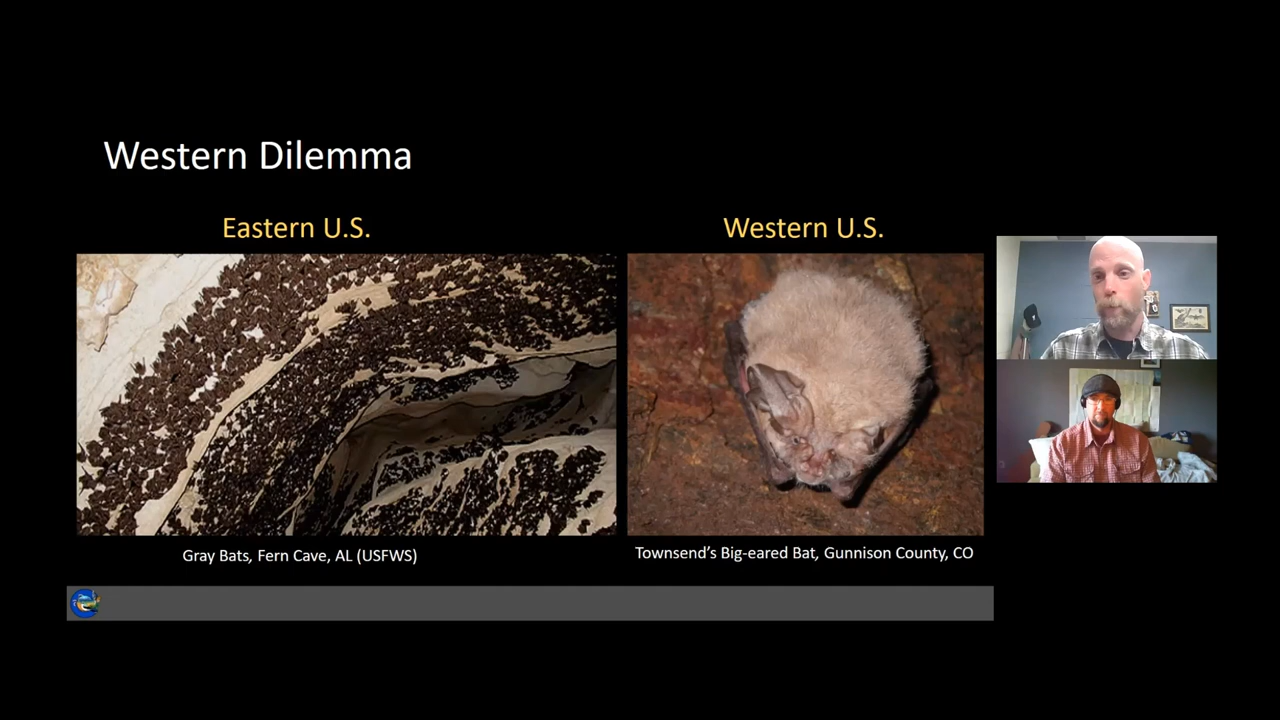 Western Dilemma
Eastern U.S.
Western U.S.
Gray Bats, Fern Cave, AL (USFWS)
Townsend's Big-eared Bat, Gunnison County, CO